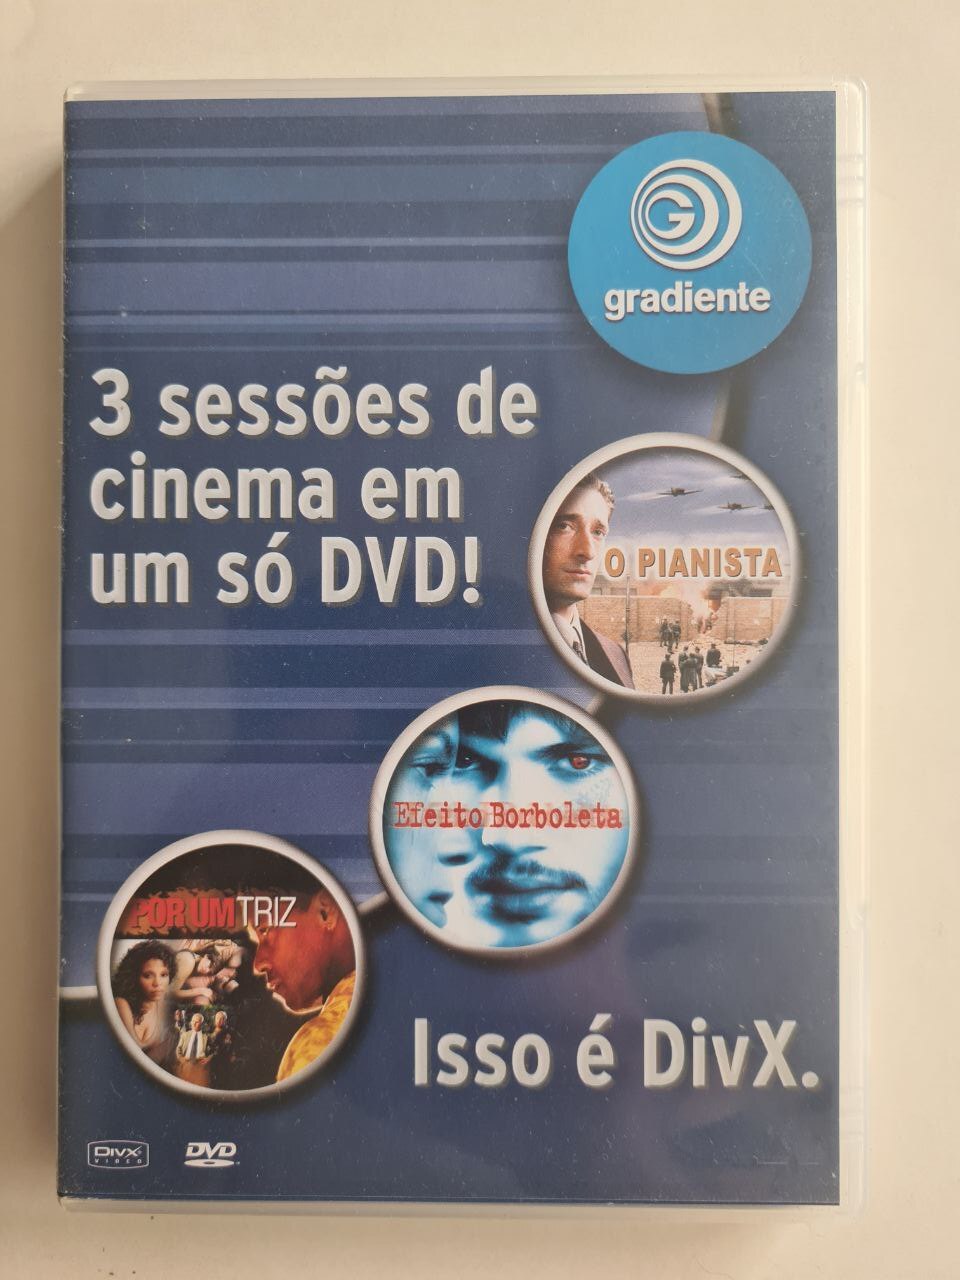 G
gradiente
3 sessões de
cinema em
um só DVD!
O PIANISTA
Efeito Borboleta
POR UM TRIZ
Isso é DivX.
DIVX
VIDEO
DVD